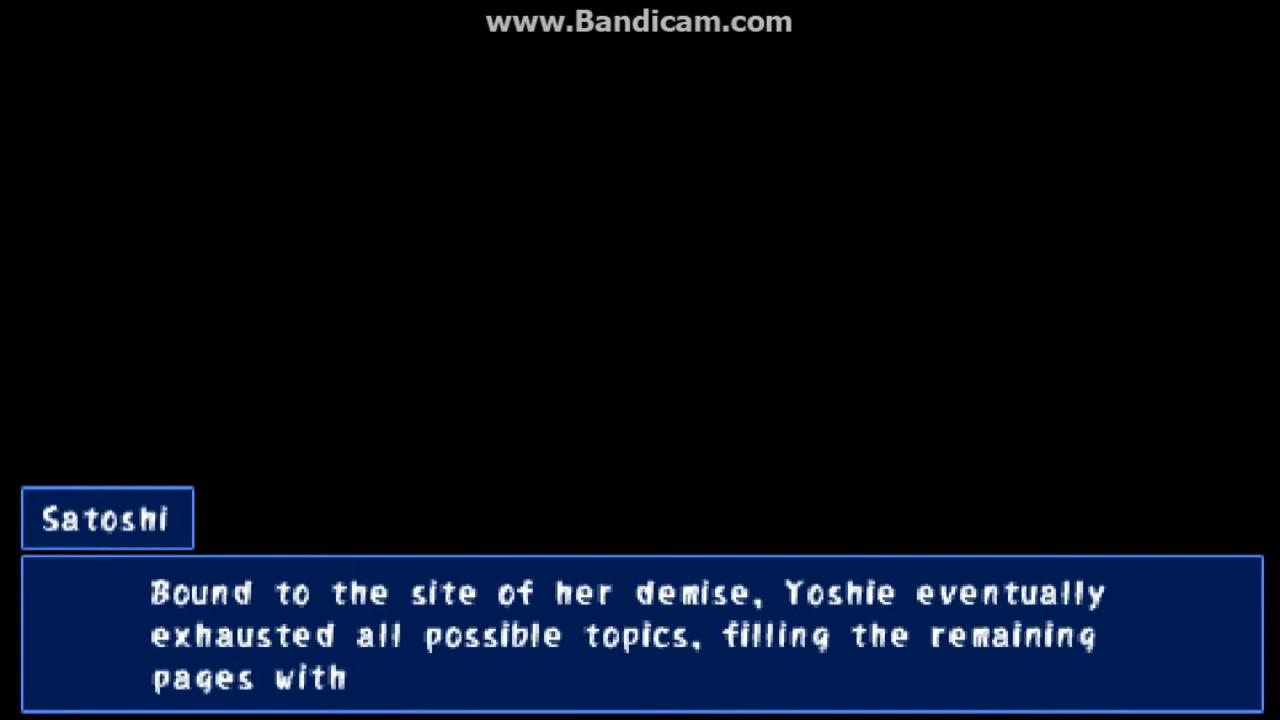 www.Bandicam.com
Satoshi
Bound to the site of her demise, Yoshie eventually
exhausted all possible topics, filling the remaining
pages with